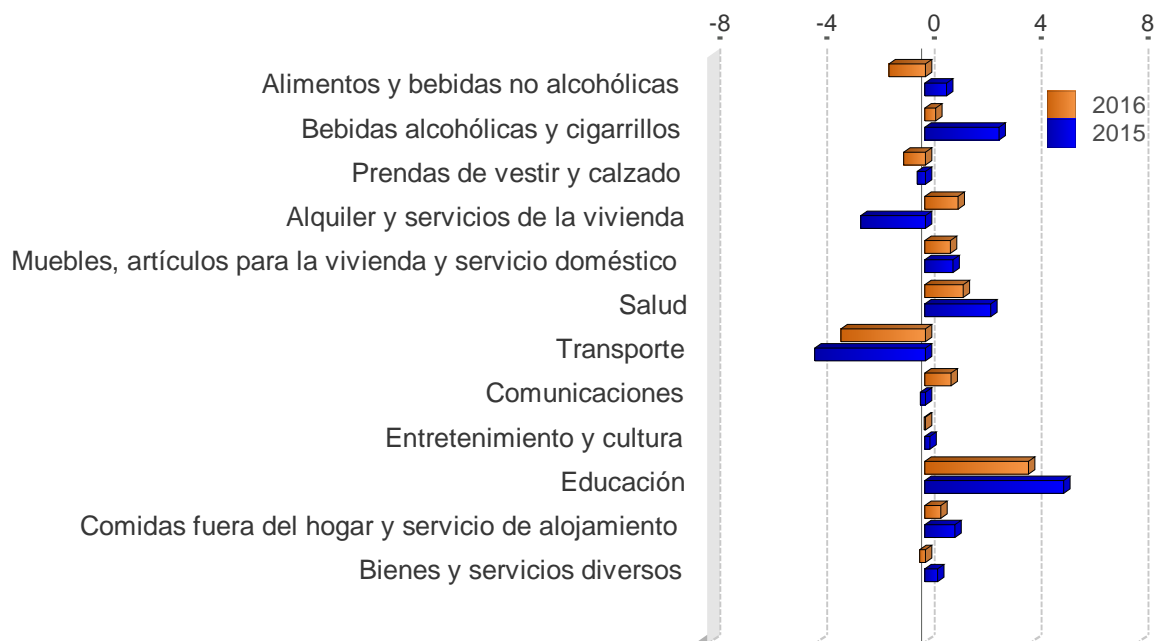 -8 -4 0 4 8
Alimentos y bebidas no alcohólicas
2016
Bebidas alcohólicas y cigarrillos
2015
Prendas de vestir y calzado
Alquiler y servicios de la vivienda
Muebles, artículos para la vivienda y servicio doméstico
Salud
Transporte
Comunicaciones
Entretenimiento y cultura
Educación
Comidas fuera del hogar y servicio de alojamiento
Bienes y servicios diversos